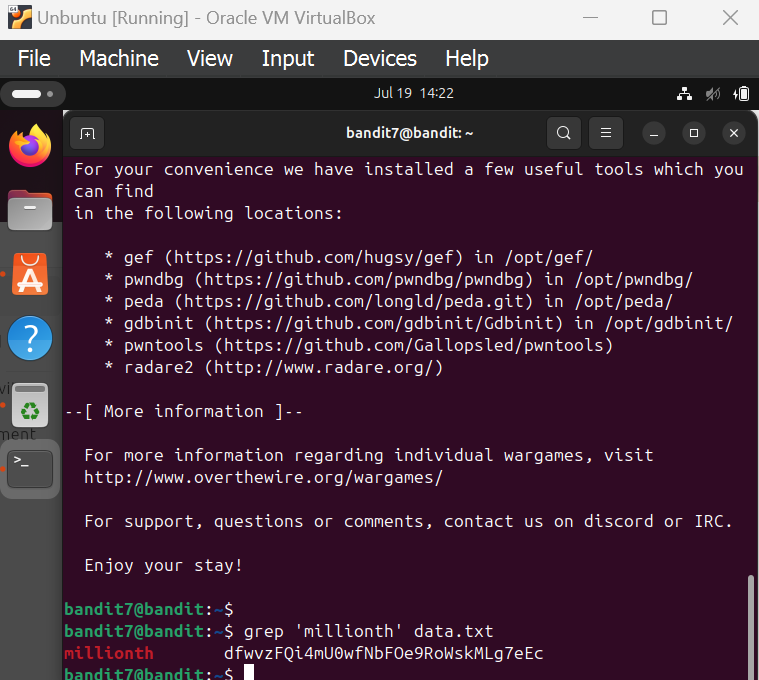 Unbuntu [Running] - Oracle VM VirtualBox
File Machine View Input Devices Help
Jul 19 14:22
bandit7@bandit: ~
For your convenience we have installed a few useful tools which you
can find
in the following locations:
* gef (https://github.com/hugsy/gef) in /opt/gef/
* pwndbg (https://github.com/pwndbg/pwndbg) in /opt/pwndbg/
* peda (https://github.com/longld/peda.git) in /opt/peda/
* gdbinit (https://github.com/gdbinit/Gdbinit) in /opt/gdbinit/
* pwntools (https://github.com/Gallopsled/pwntools)
* radare2 (http://www.radare.org/)
--[ More information ]--
For more information regarding individual wargames, visit
http://www.overthewire.org/wargames/
For support, questions or comments, contact us on discord or IRC.
Enjoy your stay!
bandit7@bandit:~$
bandit7@bandit:~$ grep 'millionth' data.txt
millionth dfwvzFQi4mU0wfNbFOe9RoWskMLg7eEc
bandit7@bandit:~$